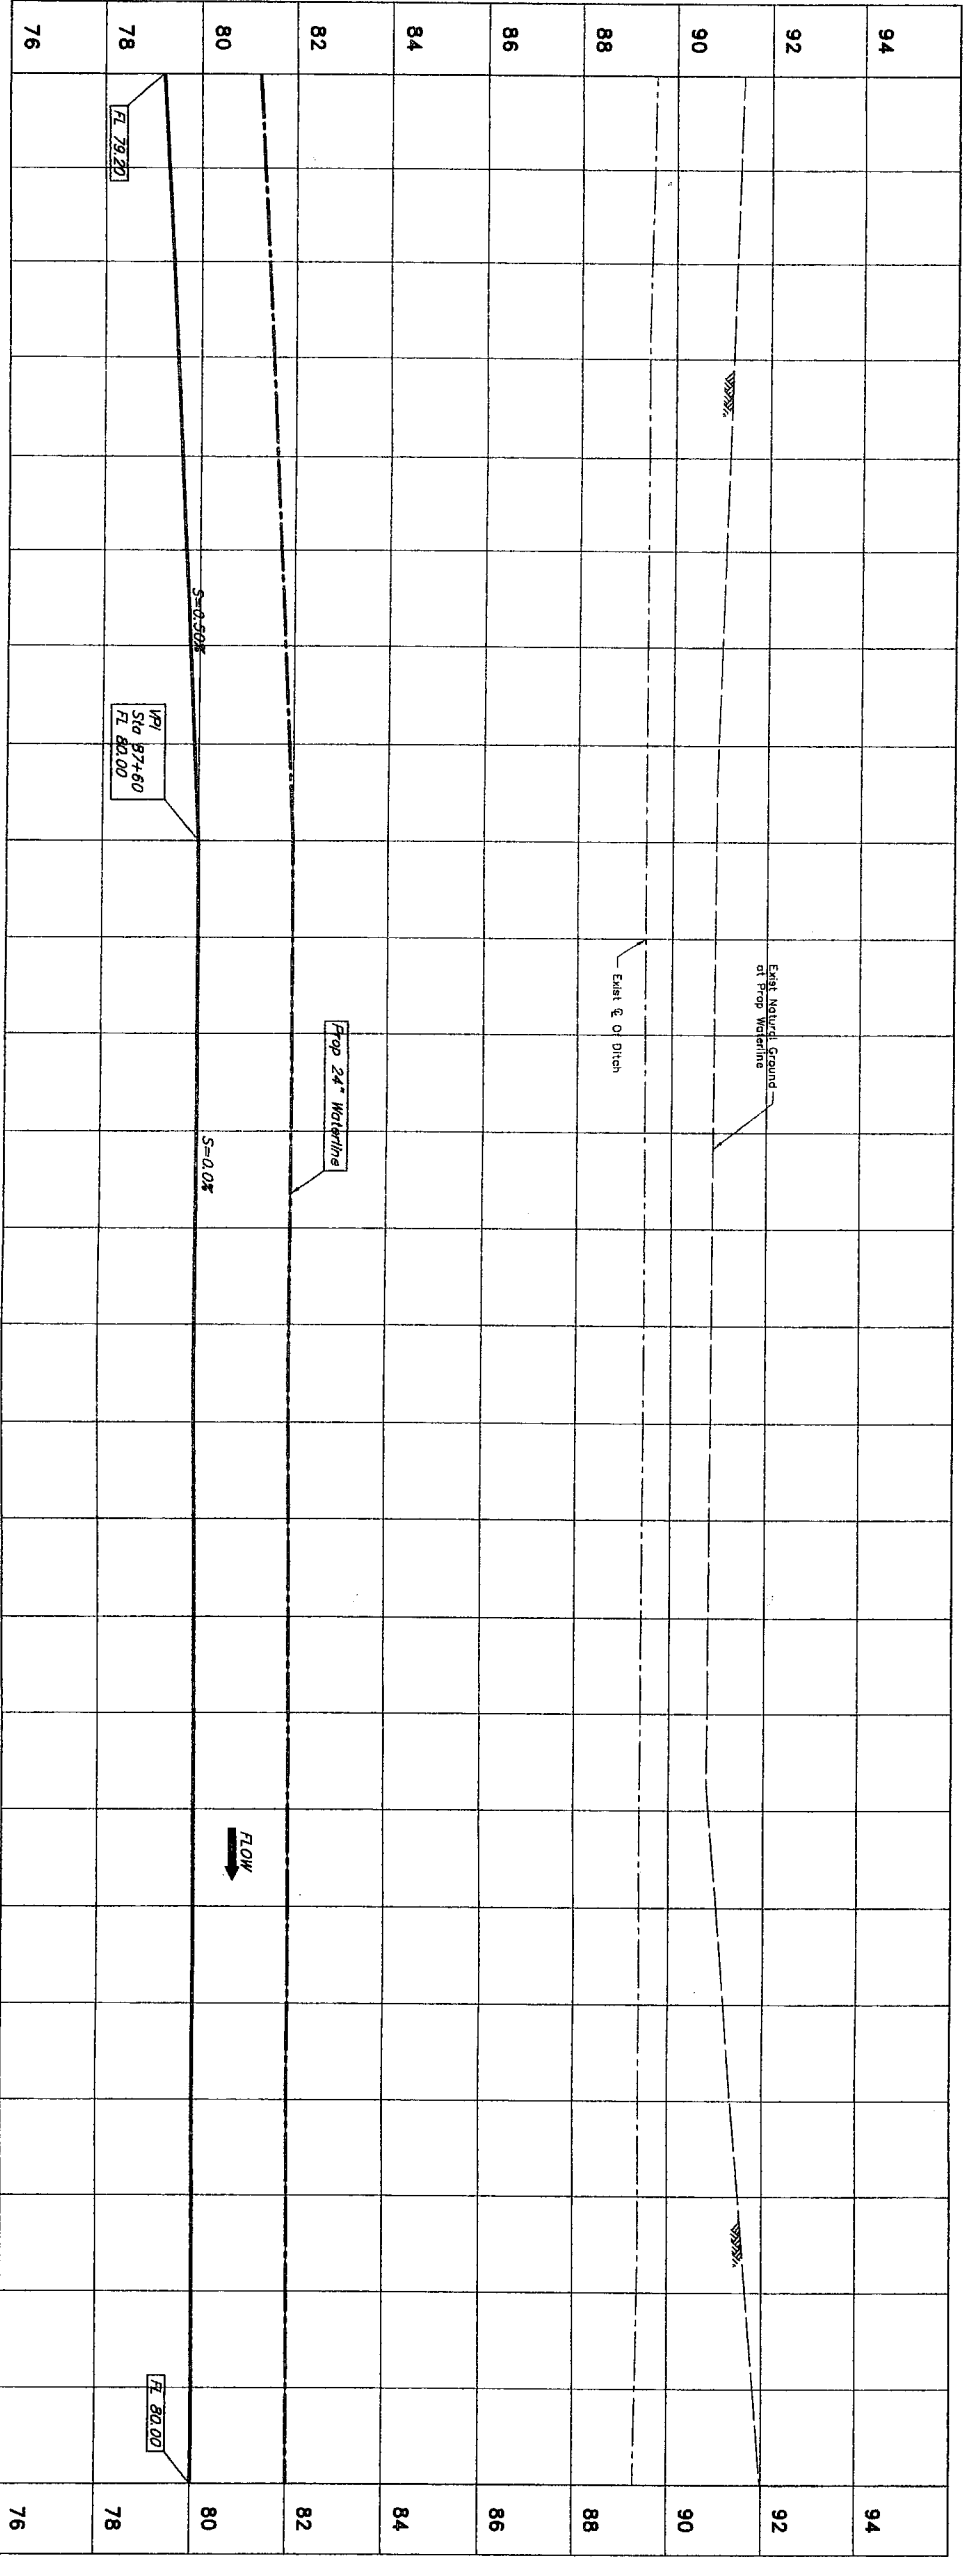 94
92
90
88
86
84
82
80
78
76
Exist Natural Ground
at Prop Waterline
Exist ℄ Of Ditch
Prop 24" Waterline
FLOW
S=0.50%
S=0.0%
FL 79.20
VPI
Sta 87+60
FL 80.00
FL 80.00
94
92
90
88
86
84
82
80
78
76